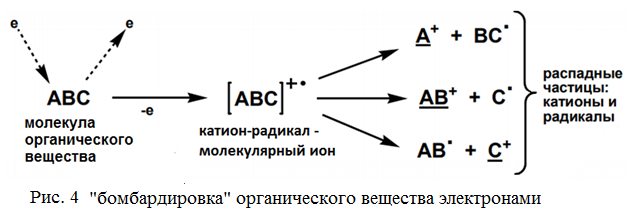 e e
ABC
-e
[ABC]+•
A+ + BC•
AB+ + C•
AB• + C+
молекула
органического
вещества
катион-радикал -
молекулярный ион
распадные
частицы:
катионы и
радикалы
Рис. 4 "бомбардировка" органического вещества электронами